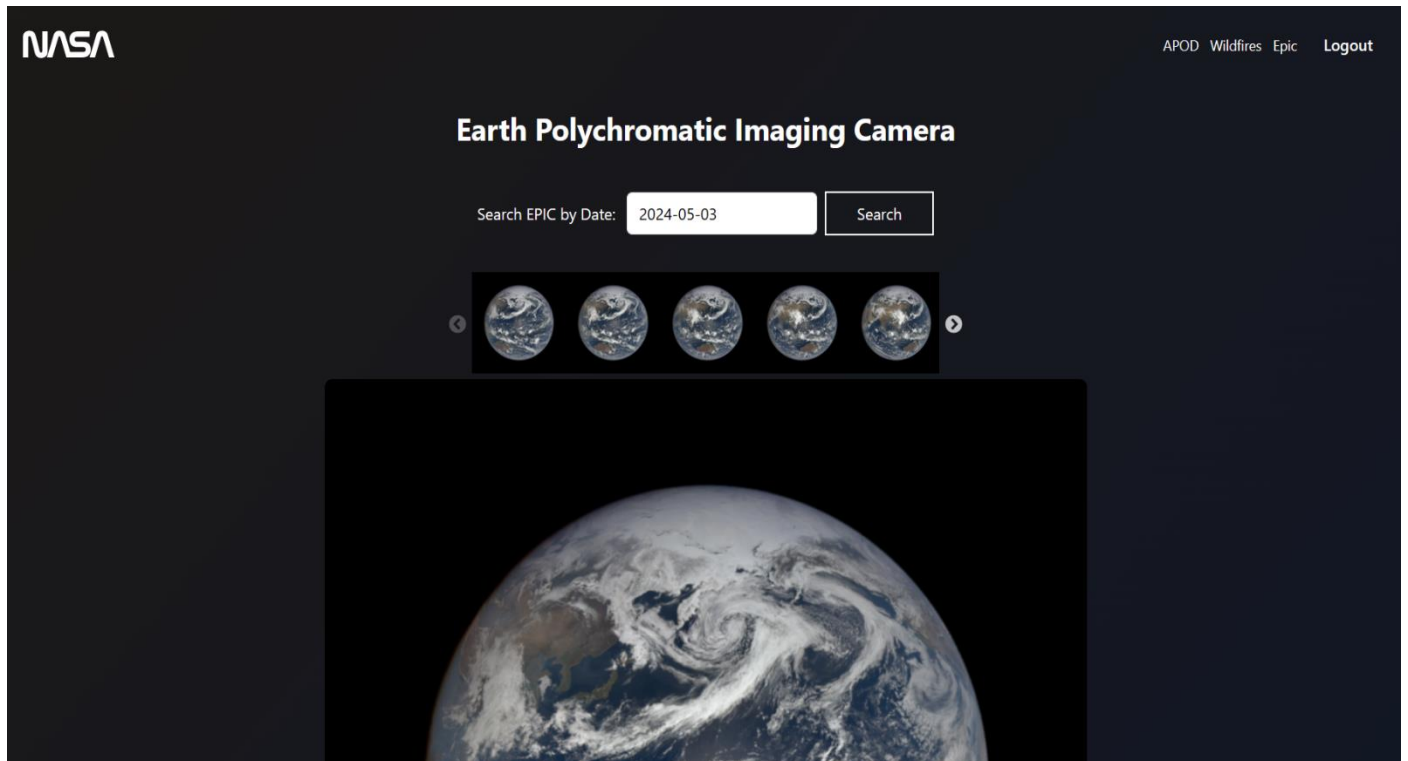 NASA
APOD Wildfires Epic Logout
Earth Polychromatic Imaging Camera
Search EPIC by Date: 2024-05-03 Search